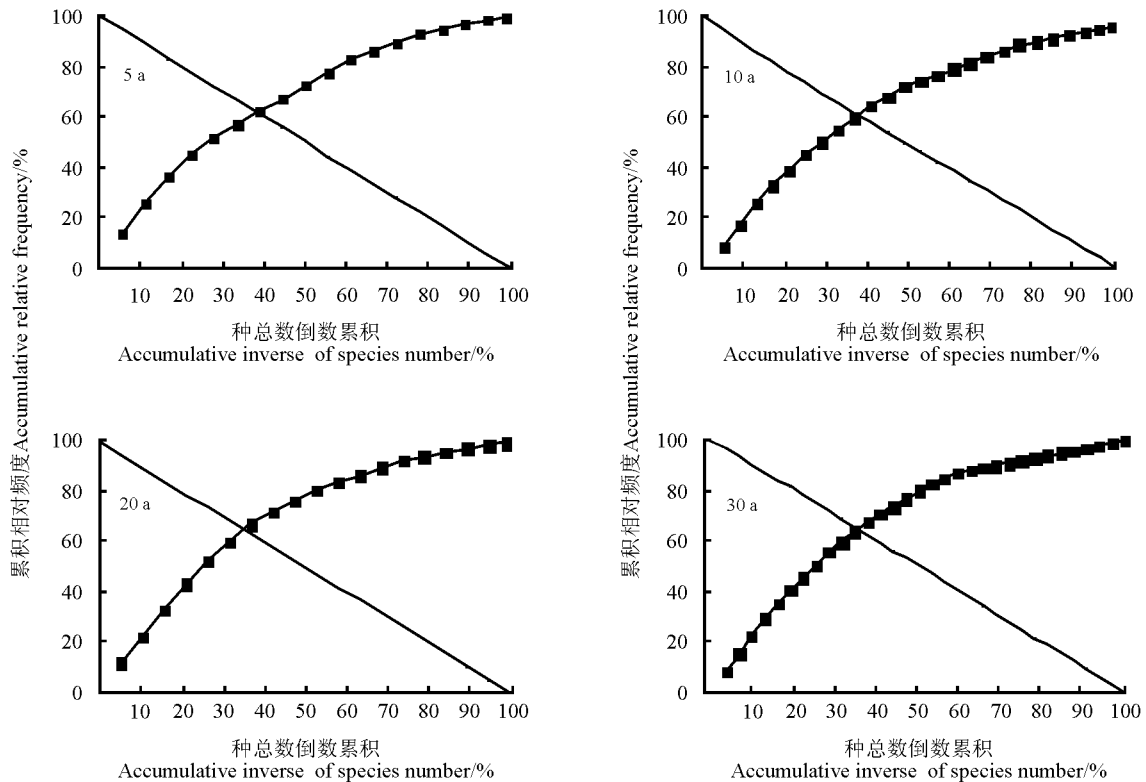 100
80
60
40
20
0
5 a
10 20 30 40 50 60 70 80 90 100
种总数倒数累积
Accumulative inverse of species number/%
100
80
60
40
20
0
10 a
10 20 30 40 50 60 70 80 90 100
种总数倒数累积
Accumulative inverse of species number/%
累积相对频度Accumulative relative frequency/%
累积相对频度Accumulative relative frequency/%
100
80
60
40
20
0
20 a
10 20 30 40 50 60 70 80 90 100
种总数倒数累积
Accumulative inverse of species number/%
100
80
60
40
20
0
30 a
10 20 30 40 50 60 70 80 90 100
种总数倒数累积
Accumulative inverse of species number/%